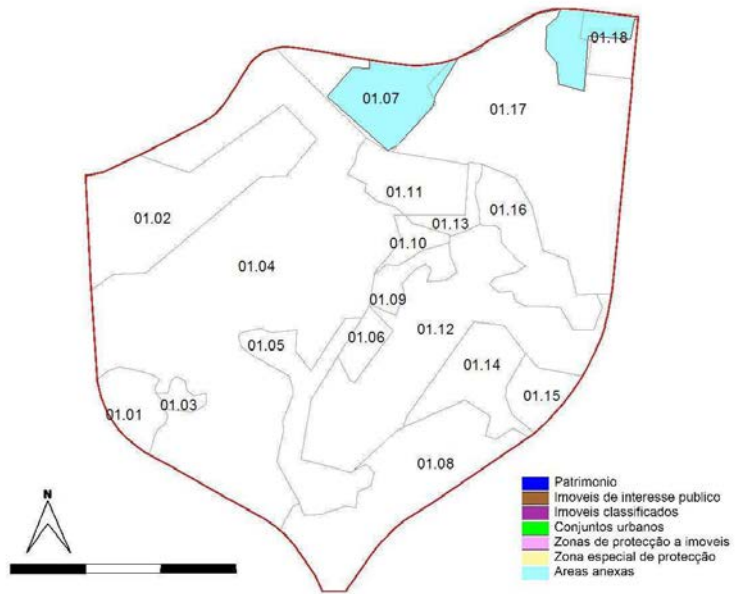 01.18
01.07
01.17
01.11
01.02
01.16
01.13
01.10
01.04
01.09
01.12
01.06
01.05
01.14
01.15
01.03
01.01
01.08
N
Patrimonio
Imoveis de interesse publico
Imoveis classificados
Conjuntos urbanos
Zonas de protecção a imoveis
Zona especial de protecção
Areas anexas